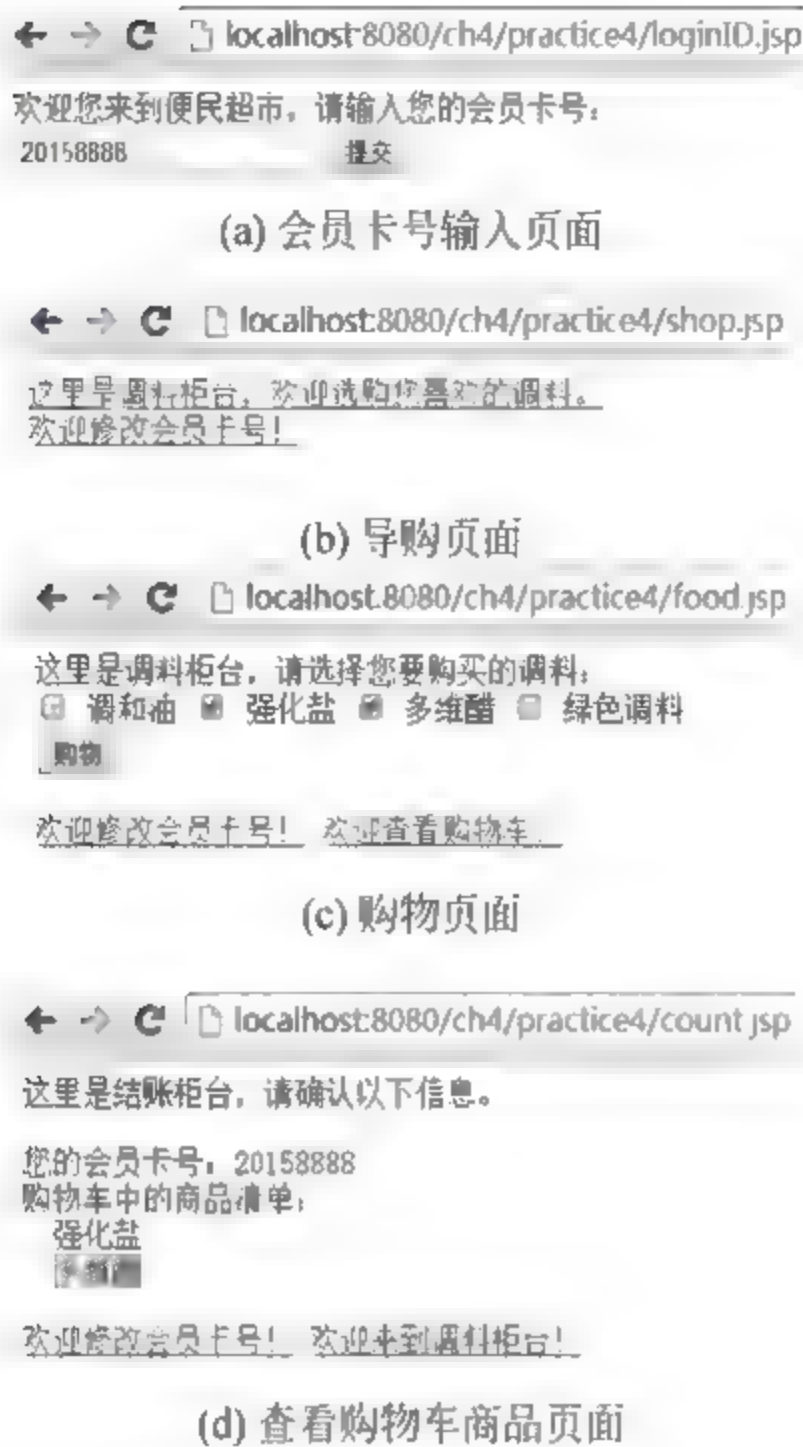 localhost:8080/ch4/practice4/loginID.jsp
欢迎您来到便民超市，请输入您的会员卡号：
20158888 提交
(a) 会员卡号输入页面
localhost:8080/ch4/practice4/shop.jsp
这里是调料柜台，欢迎选购您喜欢的调料。
欢迎修改会员卡号！
(b) 导购页面
localhost:8080/ch4/practice4/food.jsp
这里是调料柜台，请选择您要购买的调料：
调和油 强化盐 多维醋 绿色调料
购物
欢迎修改会员卡号！ 欢迎查看购物车
(c) 购物页面
localhost:8080/ch4/practice4/count.jsp
这里是结账柜台，请确认以下信息。
您的会员卡号：20158888
购物车中的商品清单：
强化盐
欢迎修改会员卡号！ 欢迎来到调料柜台！
(d) 查看购物车商品页面